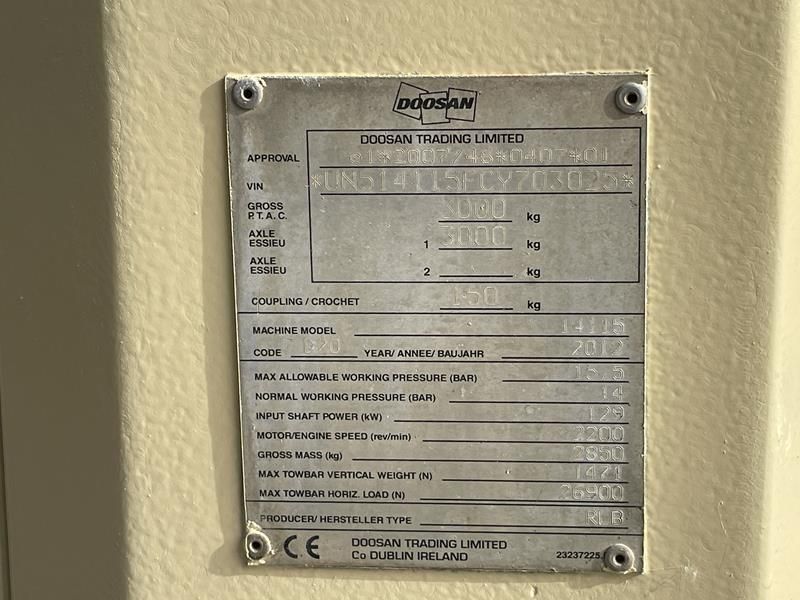 DOOSAN
DOOSAN TRADING LIMITED
APPROVAL e1*2007/46*0407*01
VIN *UN514115FCY703025*
GROSS P.T.A.C. 3000 kg
AXLE ESSIEU 1 3000 kg
AXLE ESSIEU 2 kg
COUPLING / CROCHET 150 kg
MACHINE MODEL 14115
CODE YEAR/ ANNEE/ BAUJAHR 2012
MAX ALLOWABLE WORKING PRESSURE (BAR) 15,5
NORMAL WORKING PRESSURE (BAR) 14
INPUT SHAFT POWER (kW) 129
MOTOR/ENGINE SPEED (rev/min) 2200
GROSS MASS (kg) 2850
MAX TOWBAR VERTICAL WEIGHT (N) 1471
MAX TOWBAR HORIZ. LOAD (N) 26900
PRODUCER/ HERSTELLER TYPE RLB
CE DOOSAN TRADING LIMITED
Co DUBLIN IRELAND 23237225